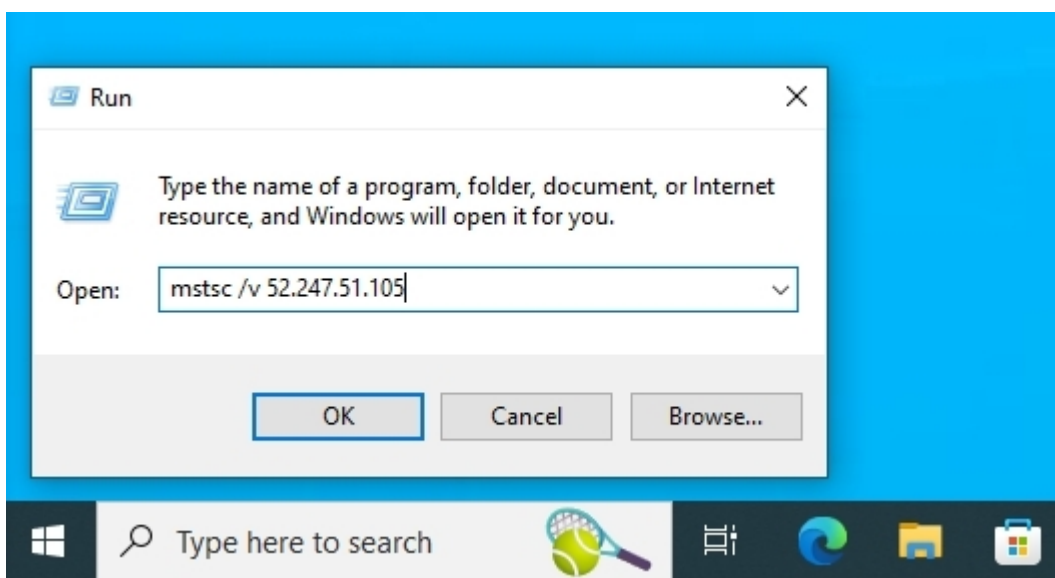 Run
Type the name of a program, folder, document, or Internet
resource, and Windows will open it for you.
Open:
mstsc /v 52.247.51.105
OK
Cancel
Browse...
Type here to search